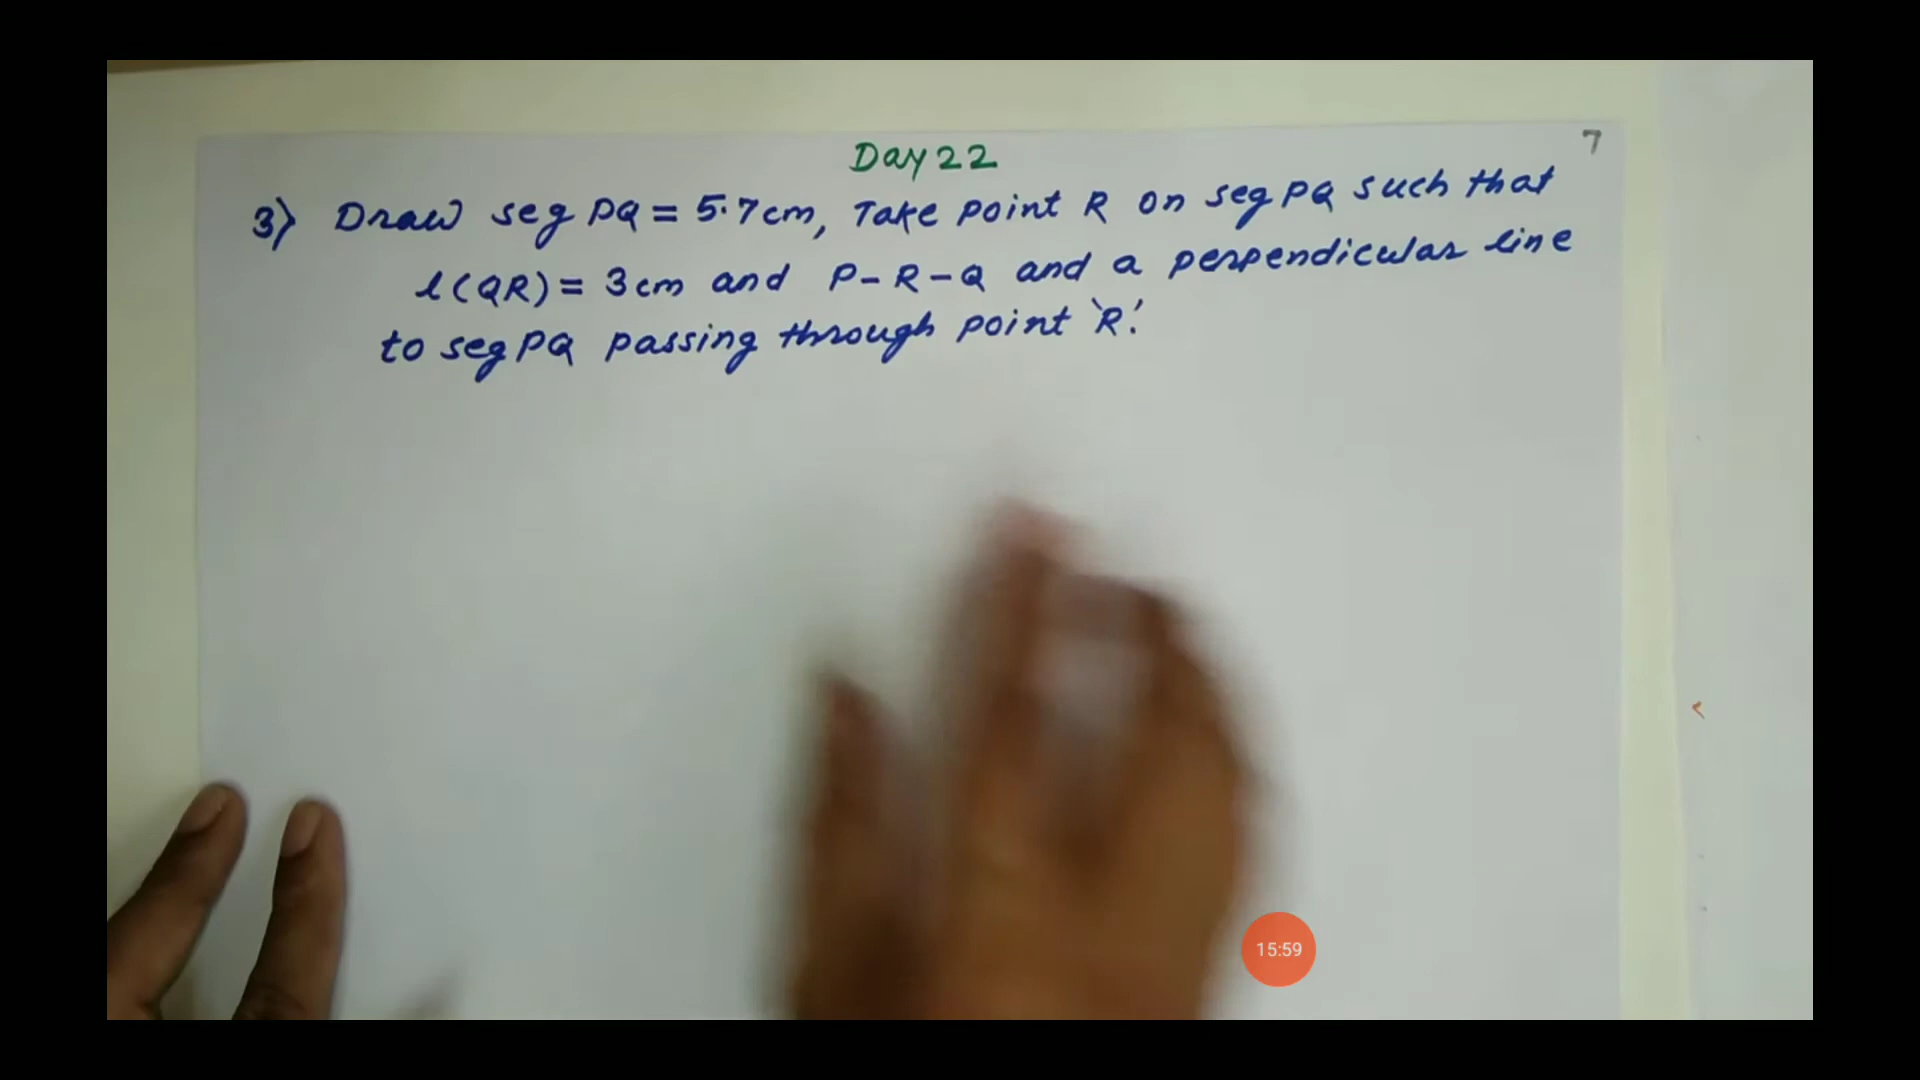 Day 22
7
3) Draw seg PQ = 5.7cm, Take point R on seg PQ such that
l(QR) = 3cm and P-R-Q and a perpendicular line
to seg PQ passing through point 'R'.
15:59